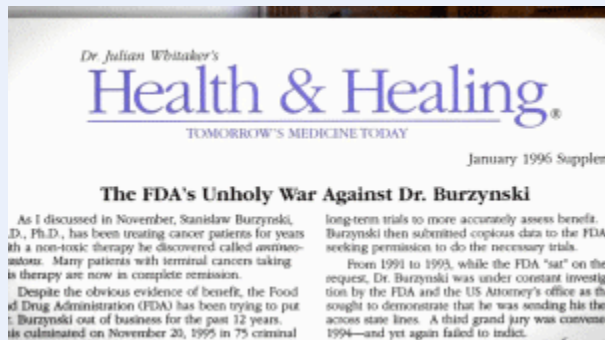 Dr. Julian Whitaker's
Health & Healing®
TOMORROW'S MEDICINE TODAY
January 1996 Supplem
The FDA's Unholy War Against Dr. Burzynski
As I discussed in November, Stanislaw Burzynski,
.D., Ph.D., has been treating cancer patients for years
ith a non-toxic therapy he discovered called antineo-
. Many patients with terminal cancers taking
is therapy are now in complete remission.
Despite the obvious evidence of benefit, the Food
d Drug Administration (FDA) has been trying to put
r. Burzynski out of business for the past 12 years.
is culminated on November 20, 1995 in 75 criminal
long-term trials to more accurately assess benefit.
Burzynski then submitted copious data to the FDA
seeking permission to do the necessary trials.
From 1991 to 1993, while the FDA "sat" on the
request, Dr. Burzynski was under constant investig
tion by the FDA and the US Attorney's office as th
sought to demonstrate that he was sending his the
across state lines. A third grand jury was convene
1994—and yet again failed to indict.